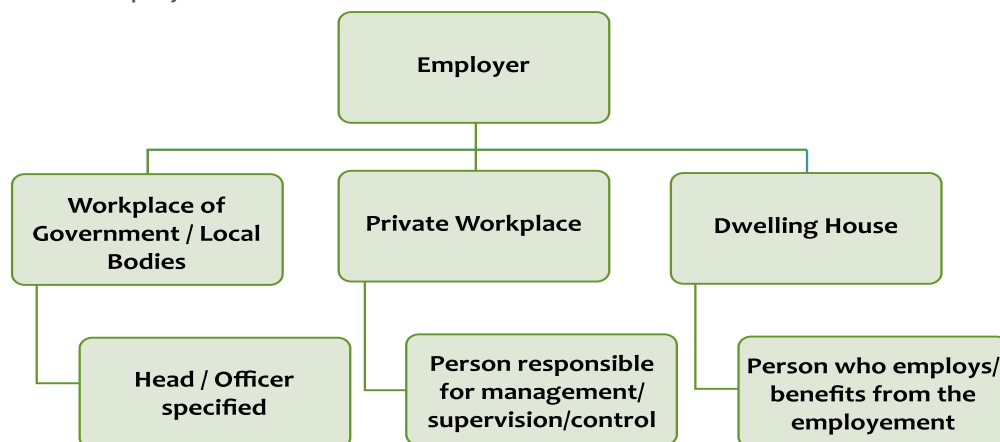 Employer
Workplace of
Government / Local
Bodies
Private Workplace
Dwelling House
Head / Officer
specified
Person responsible
for management/
supervision/control
Person who employs/
benefits from the
employement